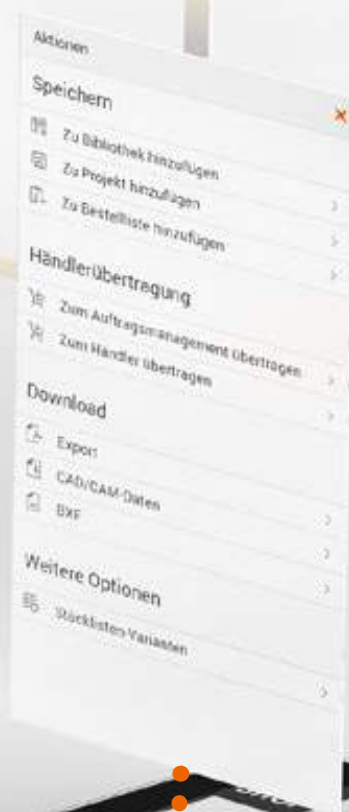 Aktionen
Speichern
Zu Bibliothek hinzufügen
Zu Projekt hinzufügen
Zu Bestellliste hinzufügen
Händlerübertragung
Zum Auftragsmanagement übertragen
Zum Händler übertragen
Download
Export
CAD/CAM-Daten
BXF
Weitere Optionen
Stücklisten-Varianten